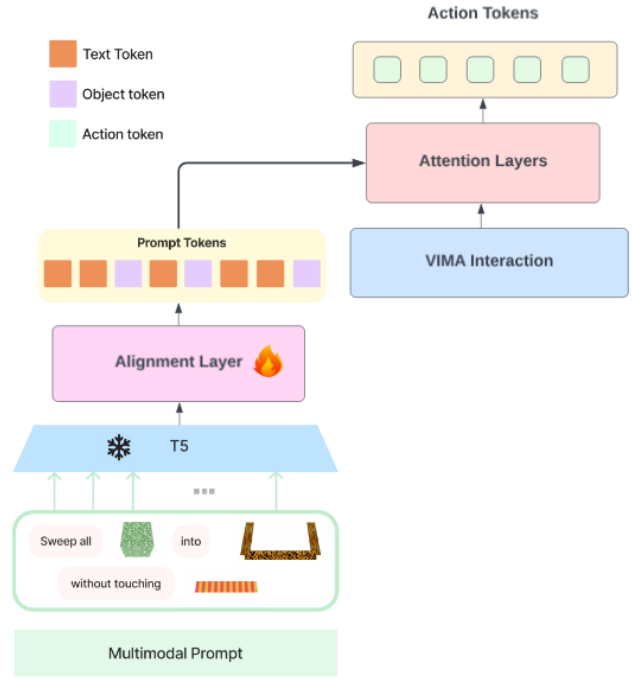 Action Tokens
Text Token
Object token
Action token
Attention Layers
Prompt Tokens
VIMA Interaction
Alignment Layer
T5
Sweep all
into
without touching
Multimodal Prompt